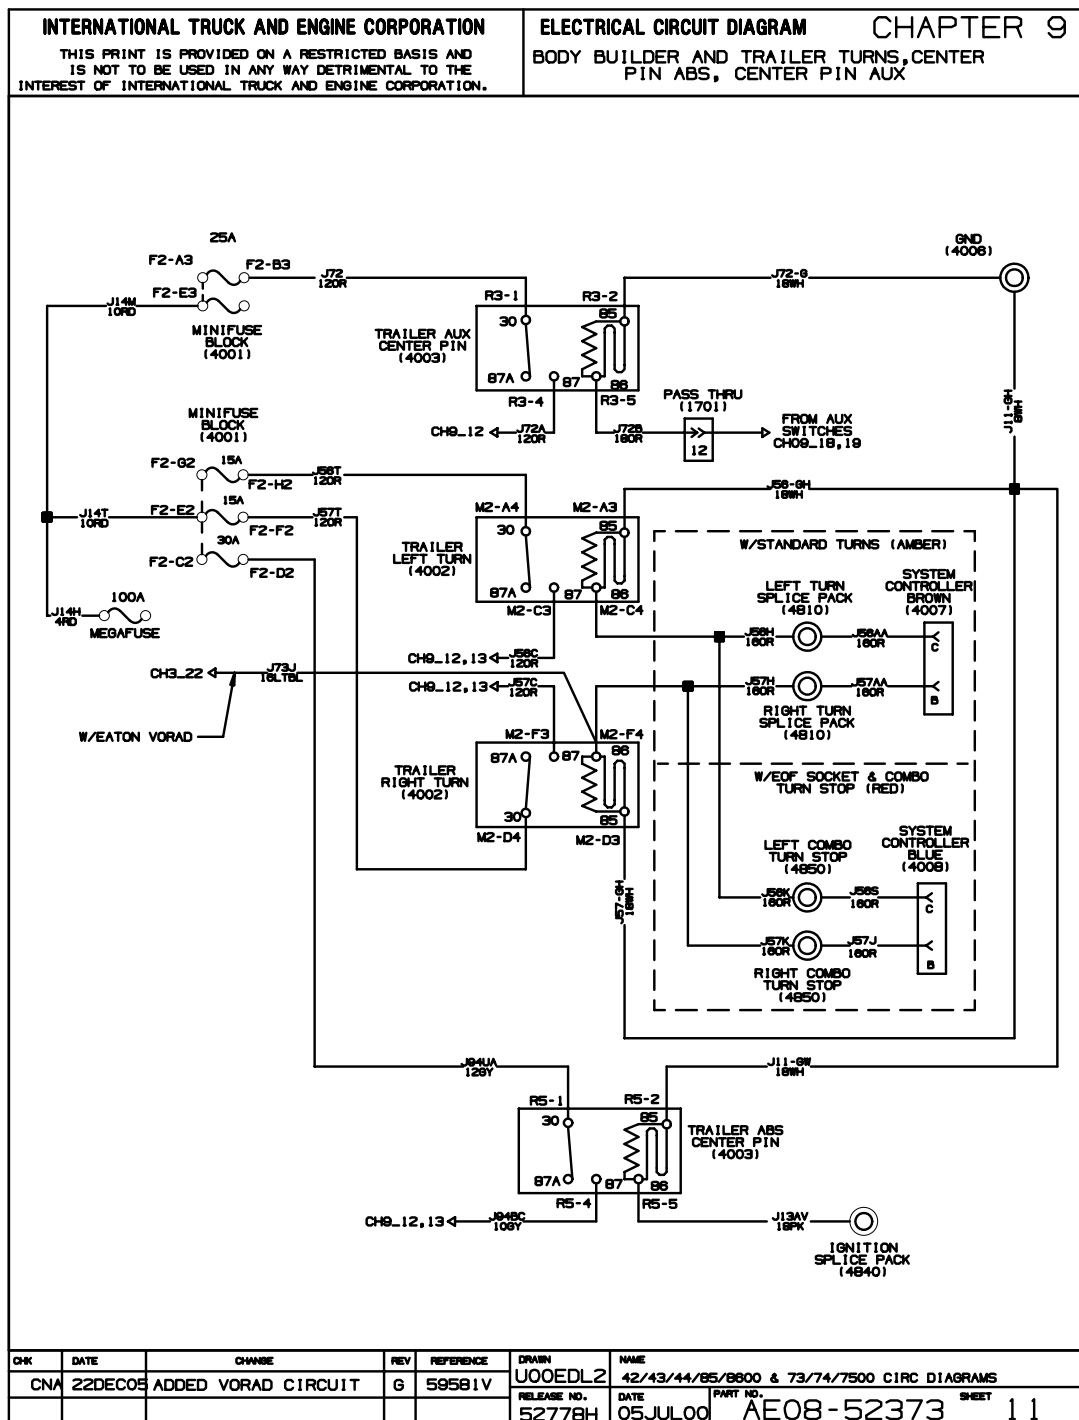 INTERNATIONAL TRUCK AND ENGINE CORPORATION
THIS PRINT IS PROVIDED ON A RESTRICTED BASIS AND
IS NOT TO BE USED IN ANY WAY DETRIMENTAL TO THE
INTEREST OF INTERNATIONAL TRUCK AND ENGINE CORPORATION.
ELECTRICAL CIRCUIT DIAGRAM
CHAPTER 9
BODY BUILDER AND TRAILER TURNS,CENTER
PIN ABS, CENTER PIN AUX
25A
F2-A3
F2-B3
F2-E3
J14M
10RD
MINIFUSE
BLOCK
(4001)
J72
12OR
R3-1
R3-2
30
85
87A
87
86
R3-4
R3-5
TRAILER AUX
CENTER PIN
(4003)
J72-G
18WH
GND
(4006)
J11-GH
8WH
CH9_12
J72A
12OR
J72B
18OR
PASS THRU
(1701)
12
FROM AUX
SWITCHES
CH09_18,19
MINIFUSE
BLOCK
(4001)
F2-G2
15A
F2-H2
J56T
12OR
F2-E2
15A
F2-F2
J57T
12OR
J14T
10RD
F2-C2
30A
F2-D2
J14H
4RD
100A
MEGAFUSE
M2-A4
M2-A3
30
85
87A
87
86
M2-C3
M2-C4
TRAILER
LEFT TURN
(4002)
J56-GH
18WH
W/STANDARD TURNS (AMBER)
LEFT TURN
SPLICE PACK
(4810)
SYSTEM
CONTROLLER
BROWN
(4007)
J56H
16OR
J56AA
16OR
C
J57H
16OR
J57AA
16OR
B
RIGHT TURN
SPLICE PACK
(4810)
CH9_12,13
J56C
12OR
CH3_22
J73J
16LTBL
CH9_12,13
J57C
12OR
W/EATON VORAD
M2-F3
M2-F4
87A
87
86
30
85
M2-D4
M2-D3
TRAILER
RIGHT TURN
(4002)
W/EOF SOCKET & COMBO
TURN STOP (RED)
LEFT COMBO
TURN STOP
(4850)
SYSTEM
CONTROLLER
BLUE
(4008)
J56K
16OR
J56S
16OR
C
J57K
16OR
J57J
16OR
B
RIGHT COMBO
TURN STOP
(4850)
J57-GH
18WH
J94UA
12GY
J11-GW
18WH
R5-1
R5-2
30
85
87A
87
86
R5-4
R5-5
TRAILER ABS
CENTER PIN
(4003)
CH9_12,13
J94BC
10GY
J13AV
18PK
IGNITION
SPLICE PACK
(4840)
CHK DATE CHANGE REV REFERENCE
CNA 22DEC05 ADDED VORAD CIRCUIT G 59581V
DRAWN
U00EDL2
NAME
42/43/44/85/8600 & 73/74/7500 CIRC DIAGRAMS
RELEASE NO.
52778H
DATE
05JUL00
PART NO.
AE08-52373
SHEET
11